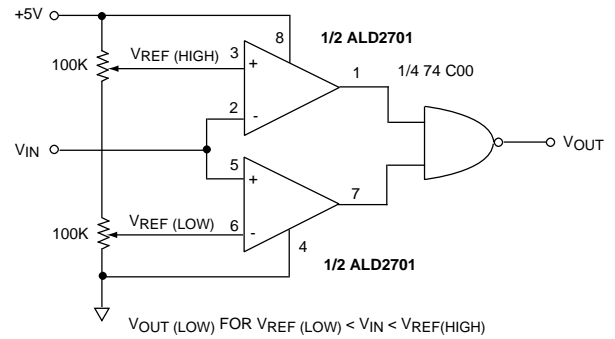 +5V
8
1/2 ALD2701
100K
VREF (HIGH)
3
+
1
1/4 74 C00
2
-
VIN
VOUT
5
+
7
100K
VREF (LOW)
6
-
4
1/2 ALD2701
VOUT (LOW) FOR VREF (LOW) < VIN < VREF(HIGH)